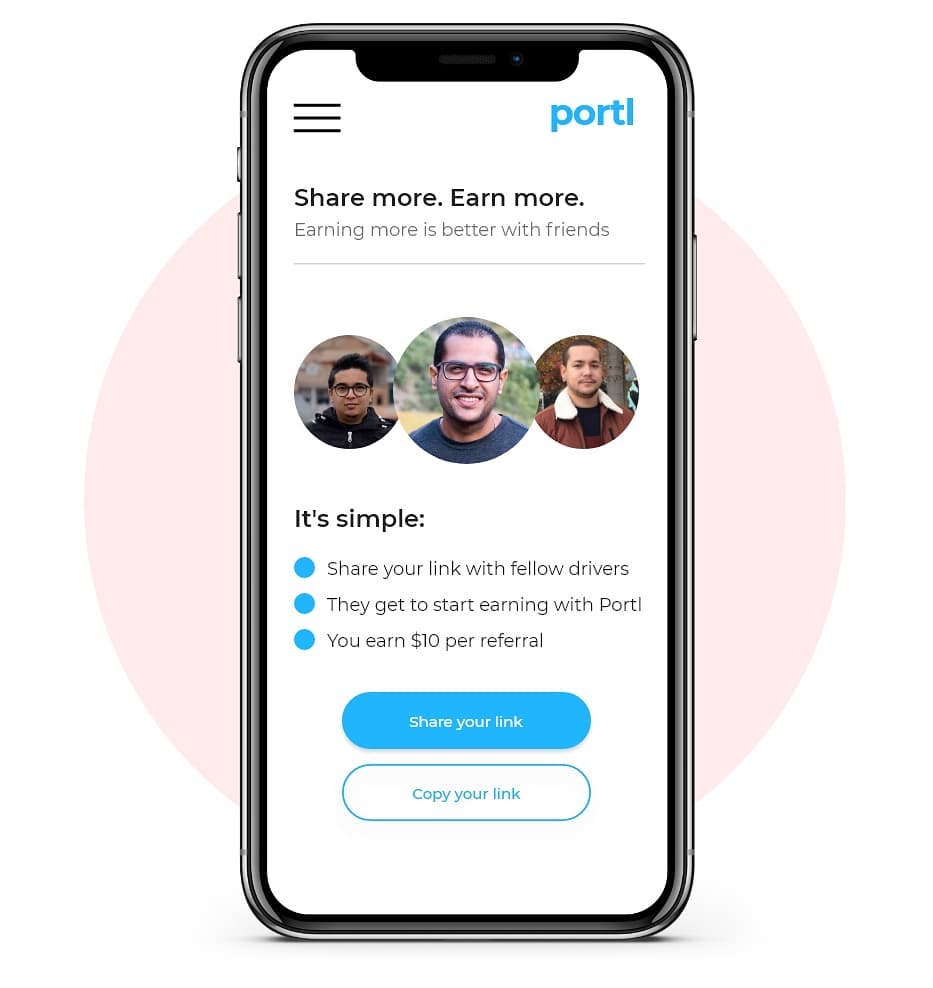 portl
Share more. Earn more.
Earning more is better with friends
It's simple:
Share your link with fellow drivers
They get to start earning with Portl
You earn $10 per referral
Share your link
Copy your link